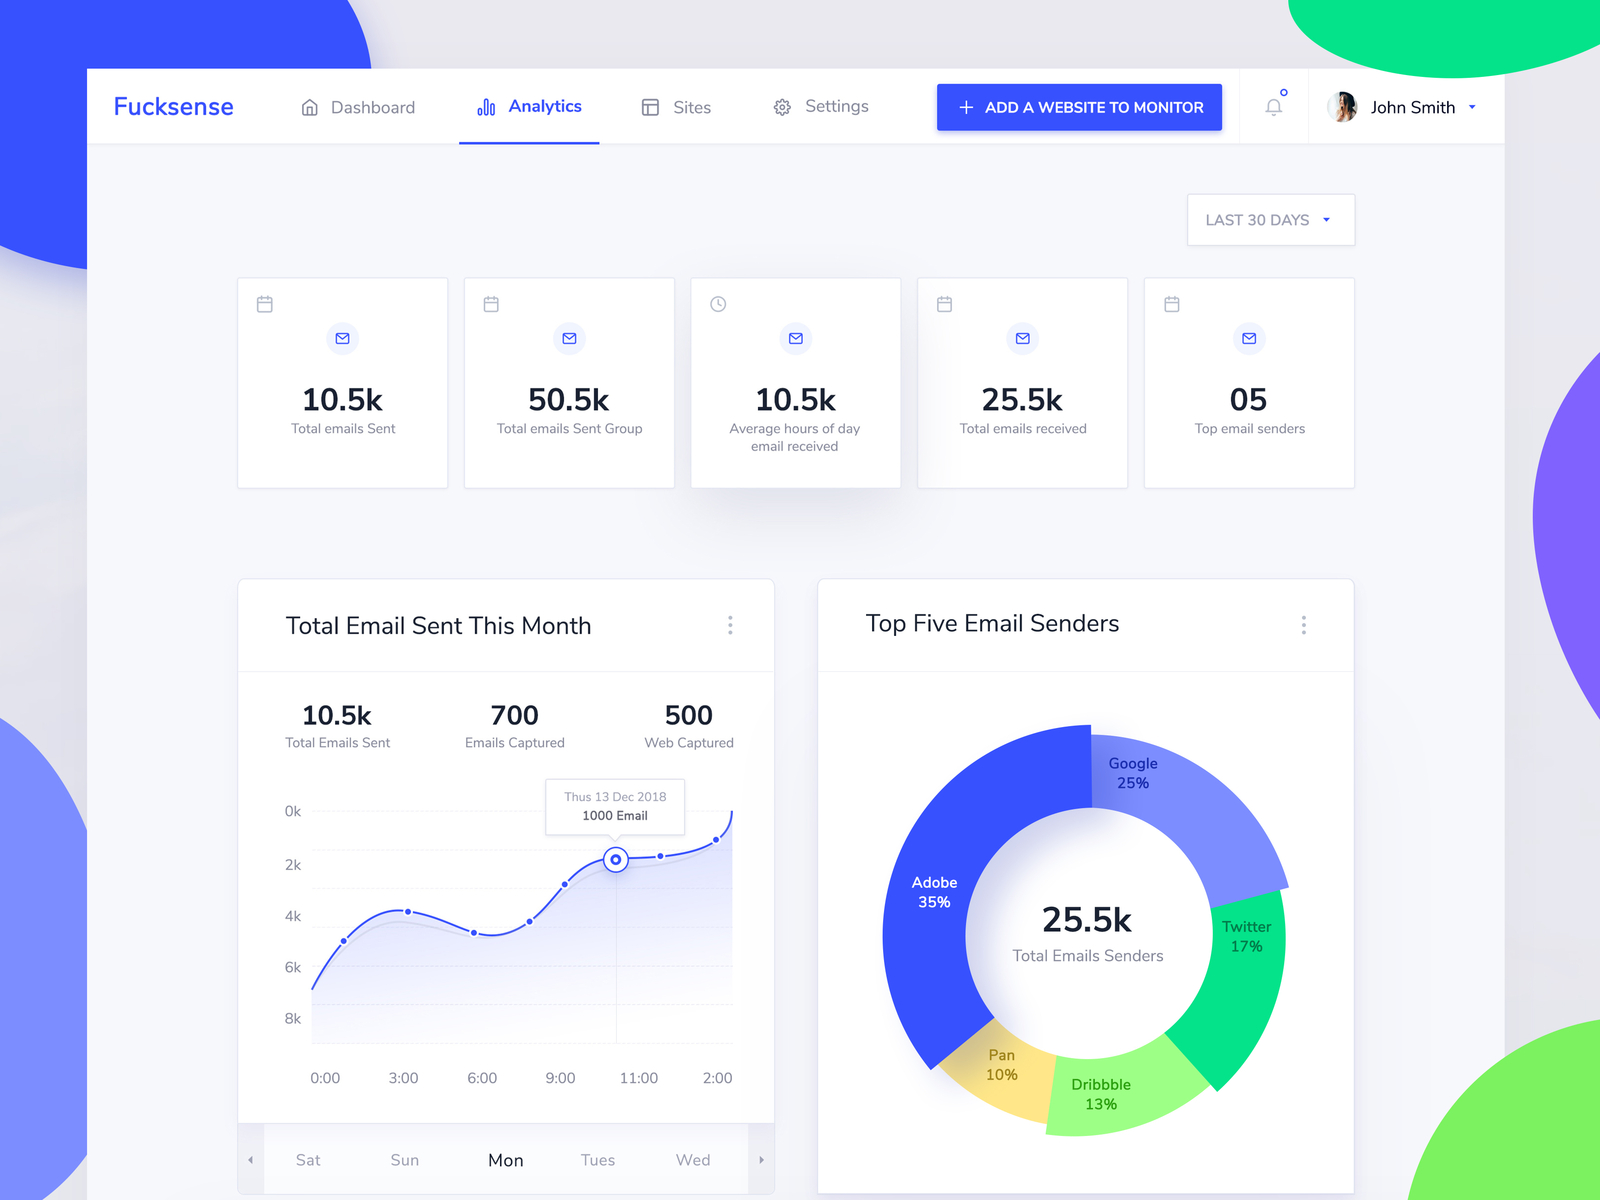 Fucksense
Dashboard
Analytics
Sites
Settings
ADD A WEBSITE TO MONITOR
John Smith
LAST 30 DAYS
10.5k
Total emails Sent
50.5k
Total emails Sent Group
10.5k
Average hours of day
email received
25.5k
Total emails received
05
Top email senders
Total Email Sent This Month
10.5k
Total Emails Sent
700
Emails Captured
500
Web Captured
Thus 13 Dec 2018
1000 Email
0k
2k
4k
6k
8k
0:00
3:00
6:00
9:00
11:00
2:00
Sat
Sun
Mon
Tues
Wed
Top Five Email Senders
Google
25%
Adobe
35%
Twitter
17%
25.5k
Total Emails Senders
Pan
10%
Dribbble
13%